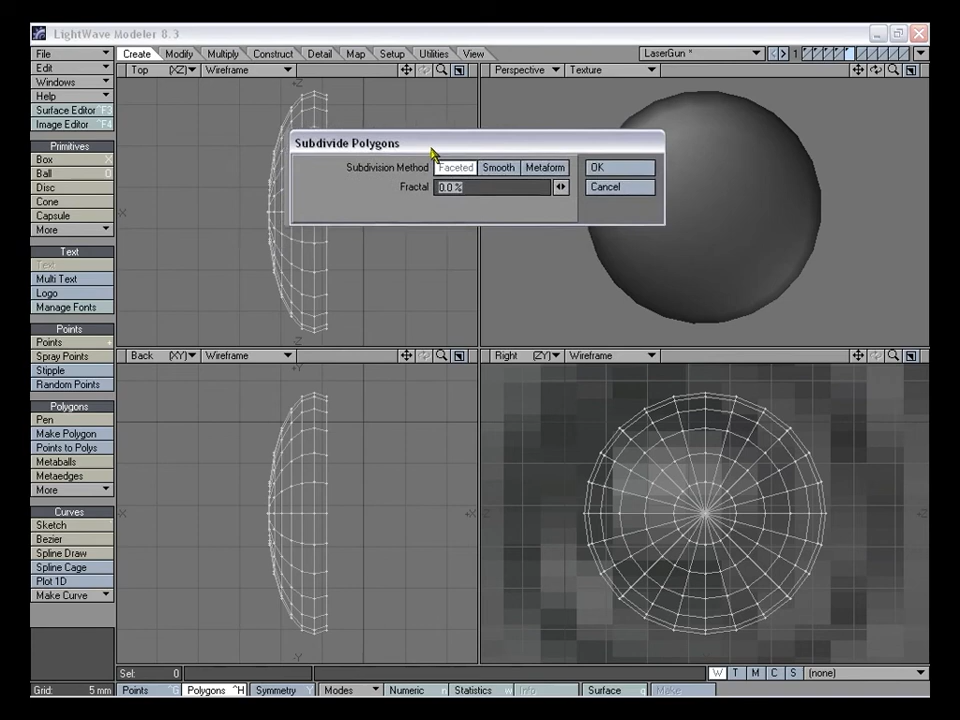 LightWave Modeler 8.3
File Create Modify Multiply Construct Detail Map Setup Utilities View LaserGun * 1
Edit Top (XZ) Wireframe Perspective Texture
Windows
Help
Surface Editor F3
Image Editor F4
Primitives
Box X
Ball O
Disc
Cone
Capsule
More
Text
Text
Multi Text
Logo
Manage Fonts
Points
Points +
Spray Points
Stipple
Random Points
Polygons
Pen
Make Polygon
Points to Polys
Metaballs
Metaedges
More
Curves
Sketch
Bezier
Spline Draw
Spline Cage
Plot 1D
Make Curve
Subdivide Polygons
Subdivision Method Faceted Smooth Metaform OK
Fractal 0.0 % Cancel
Back (XY) Wireframe Right (ZY) Wireframe
Sel: 0 W T M C S (none)
Grid: 5 mm Points ^G Polygons ^H Symmetry Y Modes Numeric n Statistics w Info Surface q Make